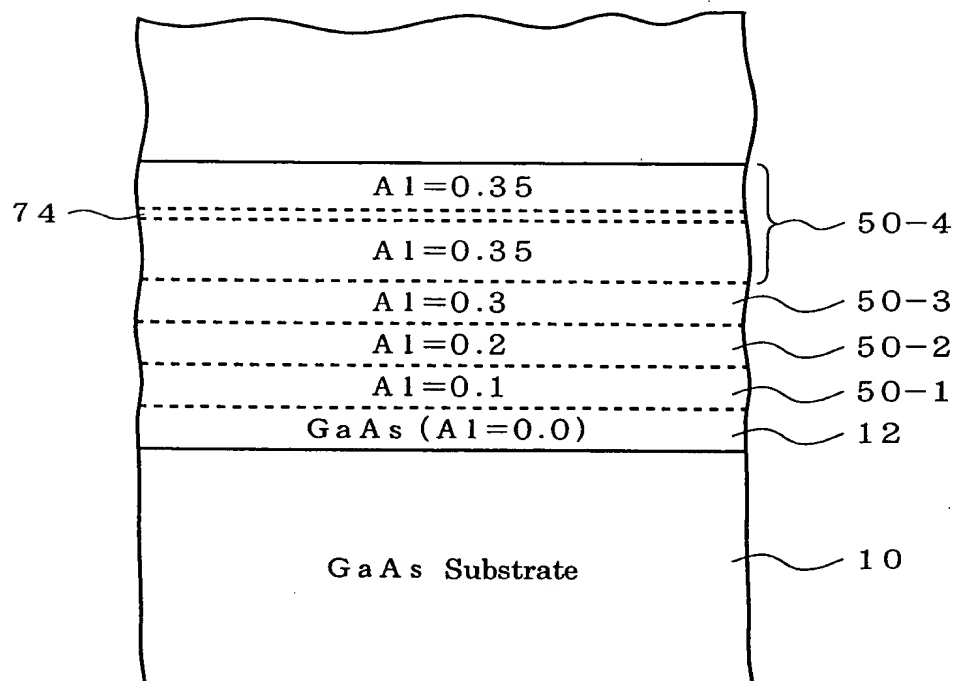 Al=0.35
74
50-4
Al=0.35
Al=0.3
50-3
Al=0.2
50-2
Al=0.1
50-1
GaAs (Al=0.0)
12
GaAs Substrate
10